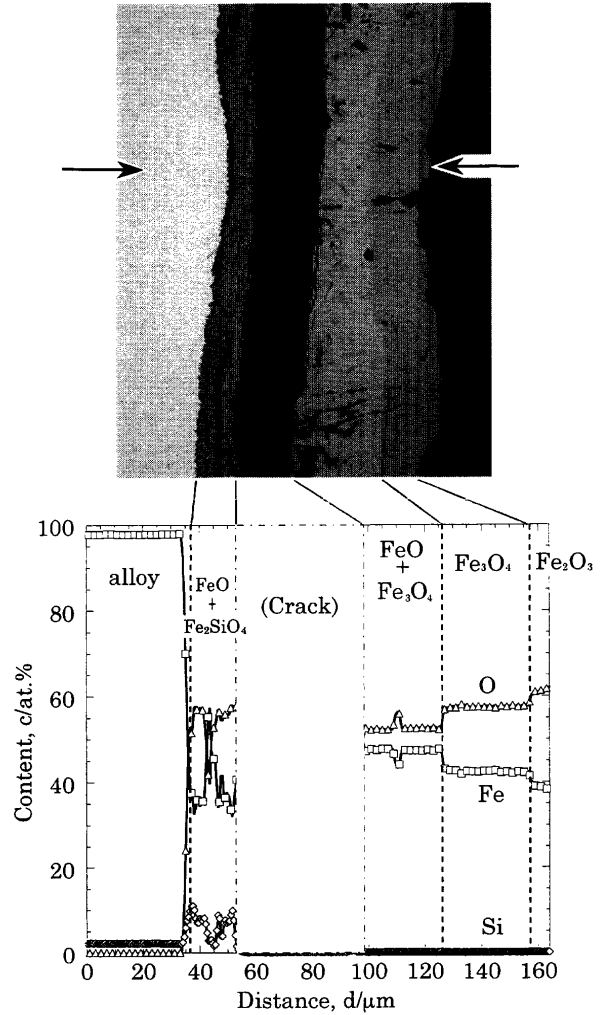 100
80
60
40
20
0
Content, c/at.%
alloy
FeO
+
Fe₂SiO₄
(Crack)
FeO
+
Fe₃O₄
Fe₃O₄
Fe₂O₃
O
Fe
Si
0 20 40 60 80 100 120 140 160
Distance, d/μm